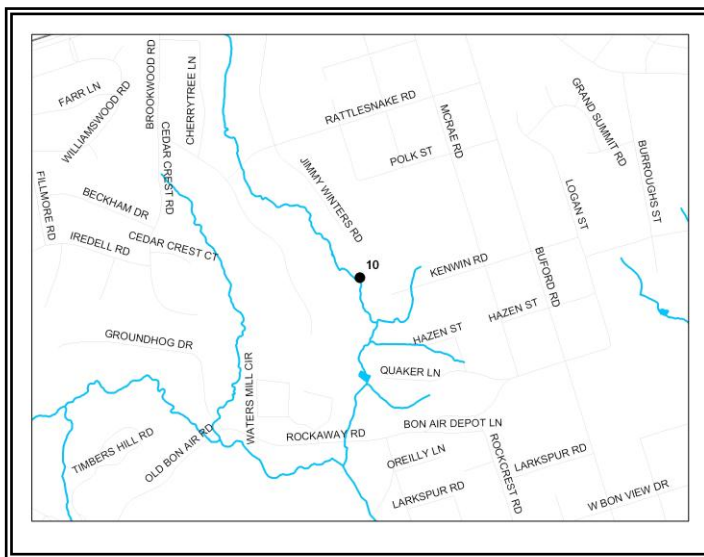 BROOKWOOD RD
CHERRYTREE LN
FARR LN
WILLIAMSWOOD RD
RATTLESNAKE RD
MCRAE RD
GRAND SUMMIT RD
BURROUGHS ST
CEDAR CREST RD
POLK ST
JIMMY WINTERS RD
FILLMORE RD
BECKHAM DR
LOGAN ST
IREDELL RD
CEDAR CREST CT
10
KENWIN RD
BUFORD RD
GROUNDHOG DR
HAZEN ST
HAZEN ST
QUAKER LN
WATERS MILL CIR
TIMBERS HILL RD
OLD BON AIR RD
ROCKAWAY RD
BON AIR DEPOT LN
OREILLY LN
ROCKCREST RD
LARKSPUR RD
LARKSPUR RD
W BON VIEW DR